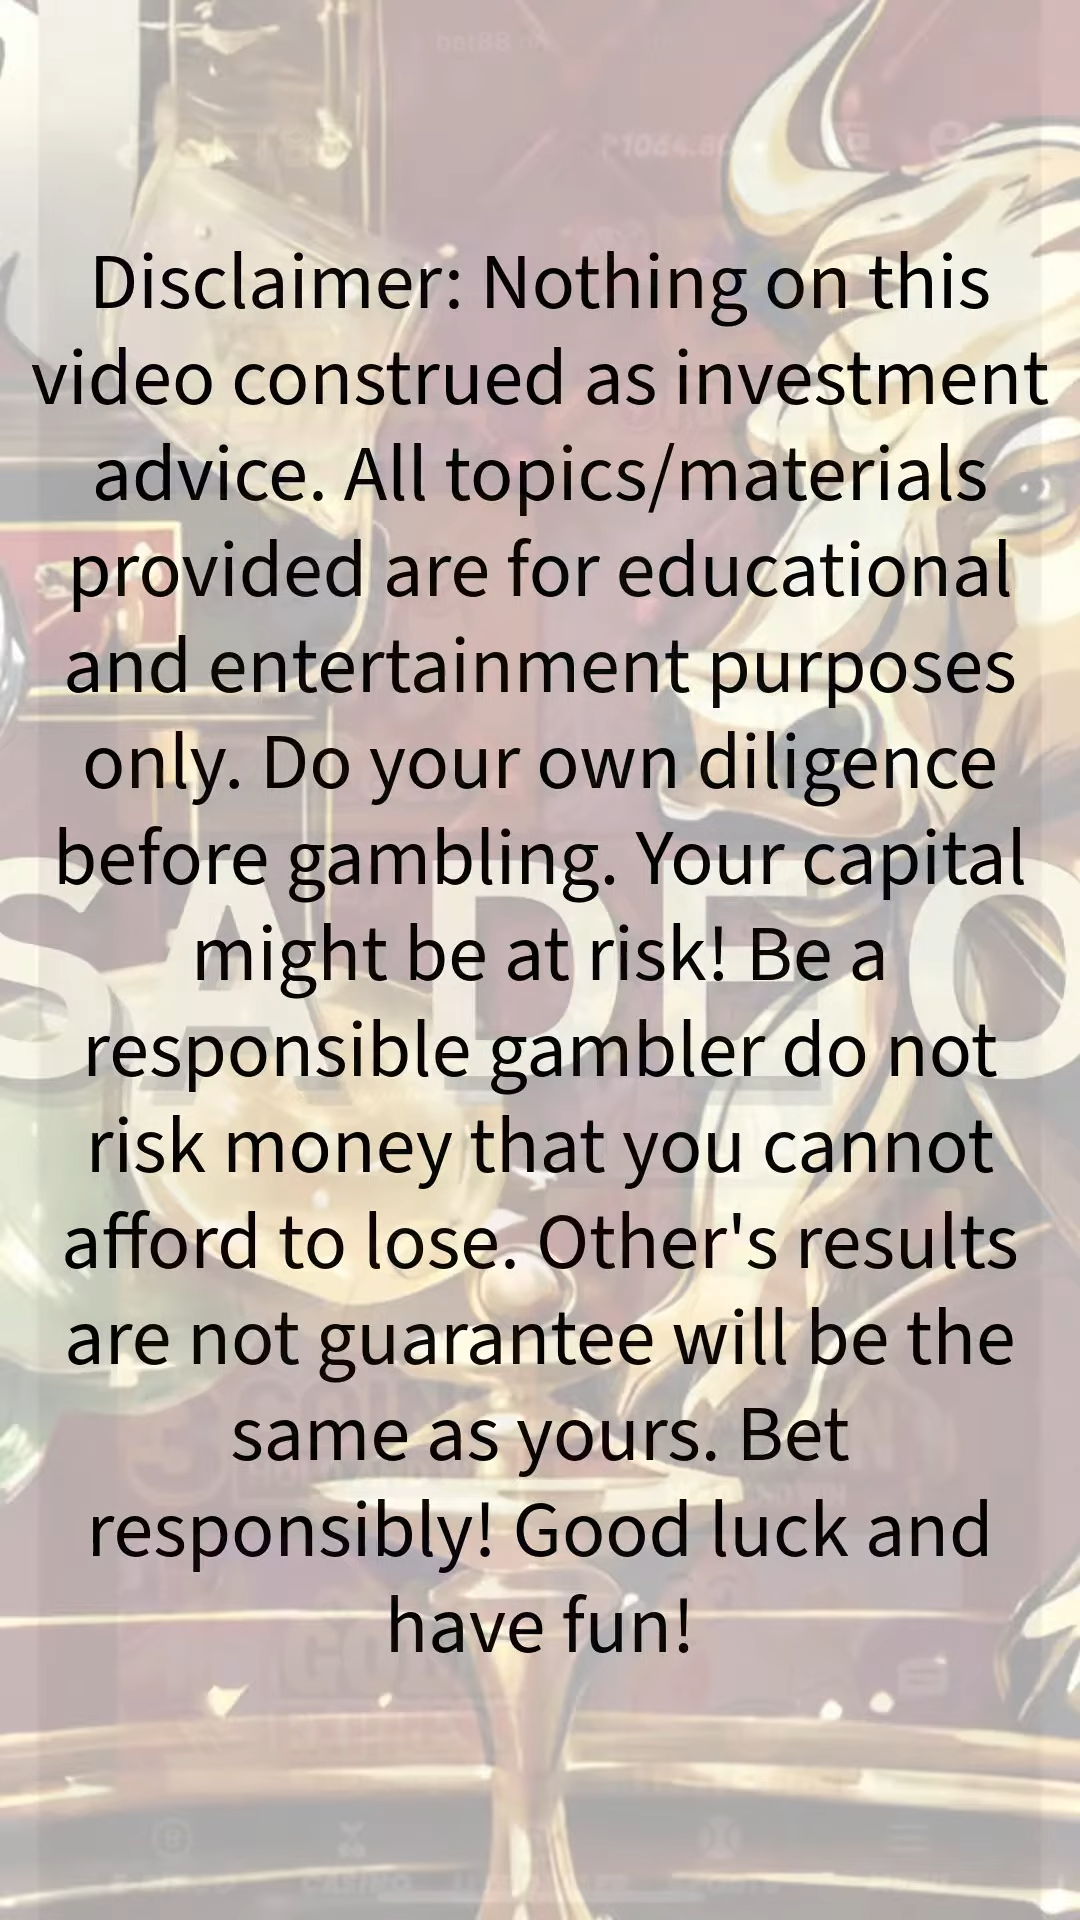 Disclaimer: Nothing on this
video construed as investment
advice. All topics/materials
provided are for educational
and entertainment purposes
only. Do your own diligence
before gambling. Your capital
might be at risk! Be a
responsible gambler do not
risk money that you cannot
afford to lose. Other's results
are not guarantee will be the
same as yours. Bet
responsibly! Good luck and
have fun!
SA DE O
CASINO